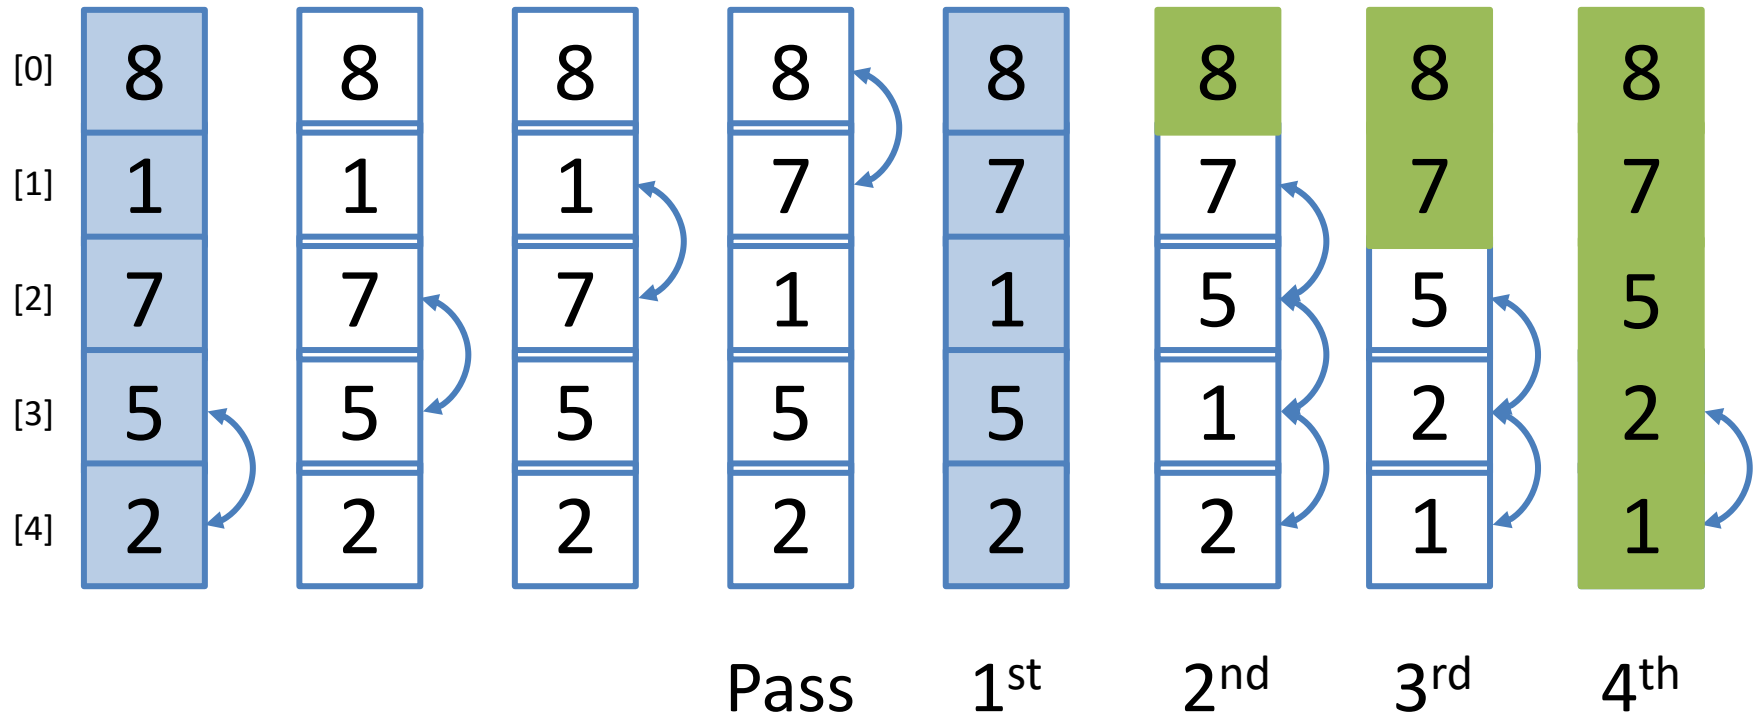 [0] 8 8 8 8 8 8 8 8
[1] 1 1 1 7 7 7 7 7
[2] 7 7 7 1 1 5 5 5
[3] 5 5 5 5 5 1 2 2
[4] 2 2 2 2 2 2 1 1
Pass 1st 2nd 3rd 4th